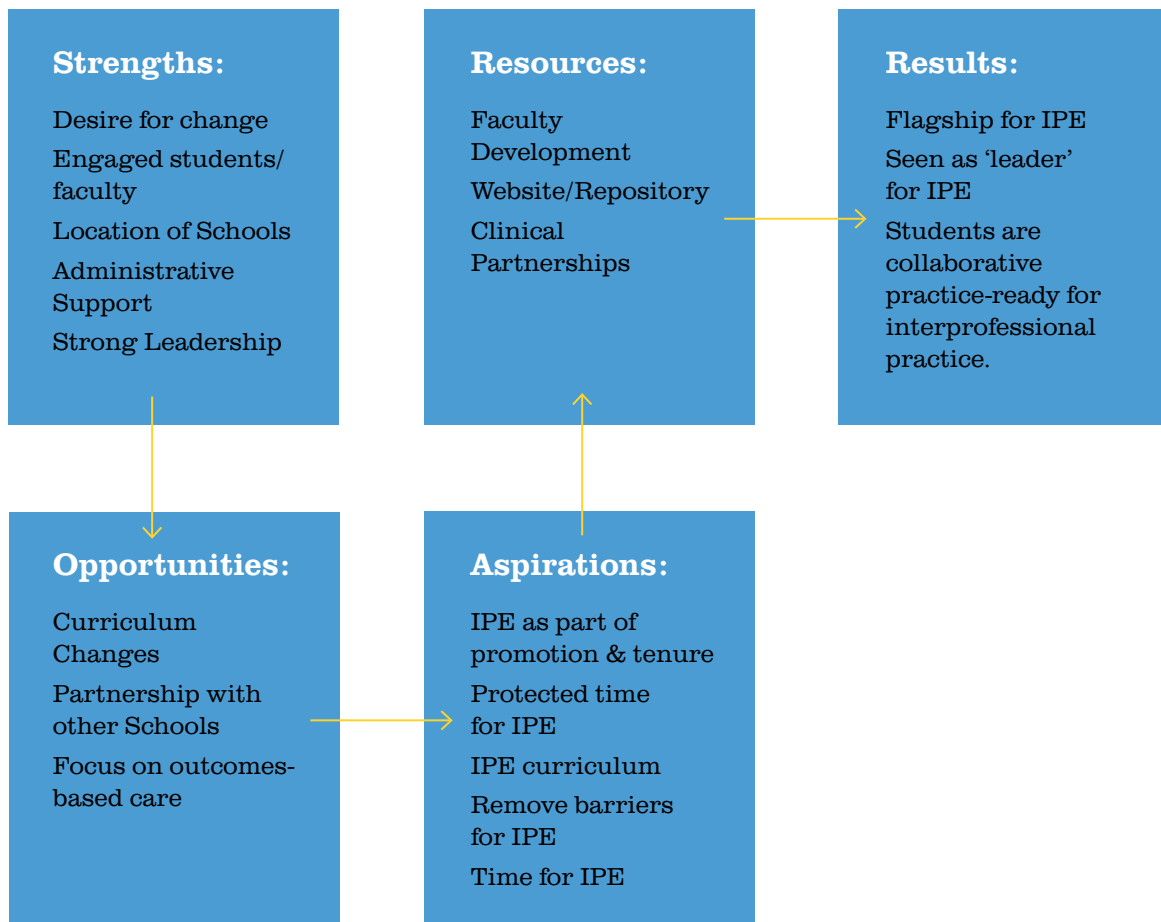 Strengths:
Desire for change
Engaged students/
faculty
Location of Schools
Administrative
Support
Strong Leadership
Opportunities:
Curriculum
Changes
Partnership with
other Schools
Focus on outcomes-
based care
Aspirations:
IPE as part of
promotion & tenure
Protected time
for IPE
IPE curriculum
Remove barriers
for IPE
Time for IPE
Resources:
Faculty
Development
Website/Repository
Clinical
Partnerships
Results:
Flagship for IPE
Seen as ‘leader’
for IPE
Students are
collaborative
practice-ready for
interprofessional
practice.